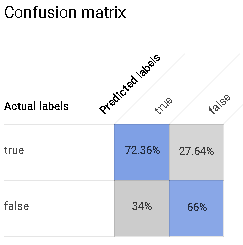 Confusion matrix
Predicted labels
true
false
Actual labels
true
72.36%
27.64%
false
34%
66%